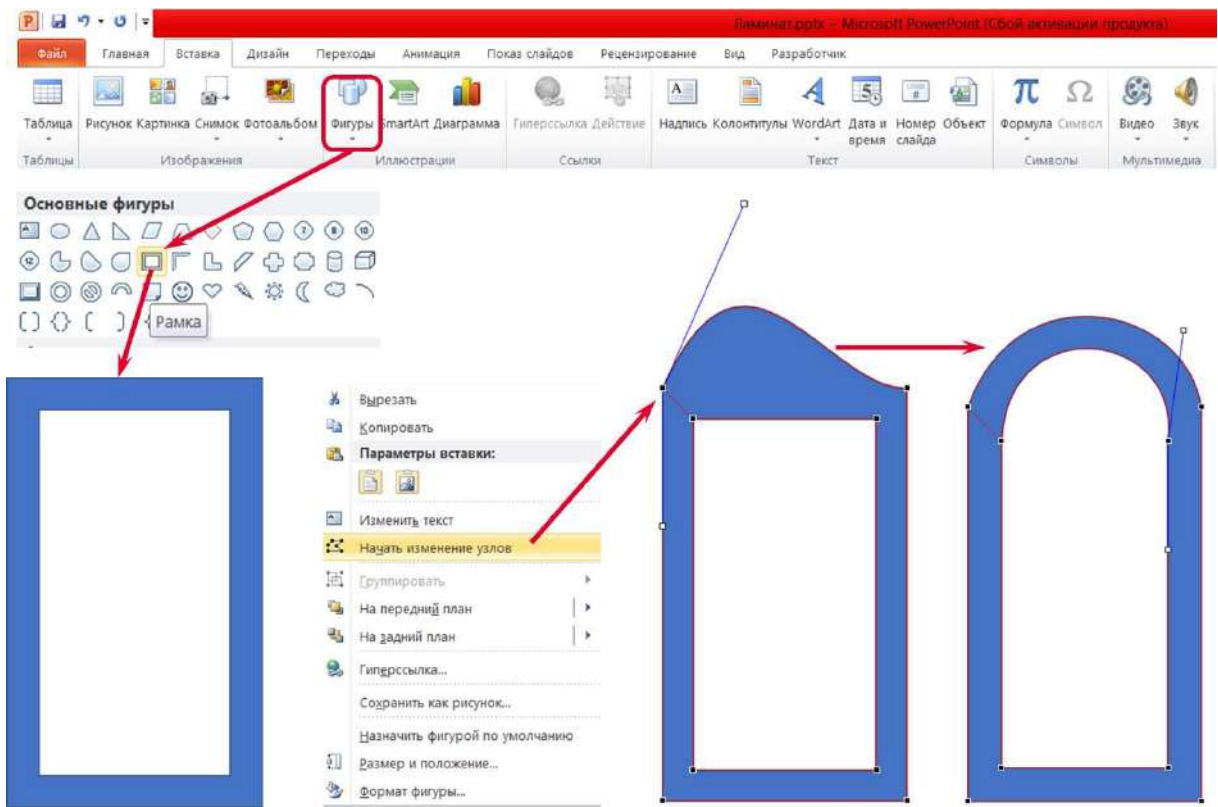 Ламинат.pptx - Microsoft PowerPoint (Сбой активации продукта)
Файл Главная Вставка Дизайн Переходы Анимация Показ слайдов Рецензирование Вид Разработчик
Таблица Рисунок Картинка Снимок Фотоальбом Фигуры SmartArt Диаграмма Гиперссылка Действие Надпись Колонтитулы WordArt Дата и время Номер слайда Объект Формула Символ Видео Звук
Таблицы Изображения Иллюстрации Ссылки Текст Символы Мультимедиа
Основные фигуры
Рамка
Вырезать
Копировать
Параметры вставки:
Изменить текст
Начать изменение узлов
Группировать
На передний план
На задний план
Гиперссылка...
Сохранить как рисунок...
Назначить фигурой по умолчанию
Размер и положение...
Формат фигуры...